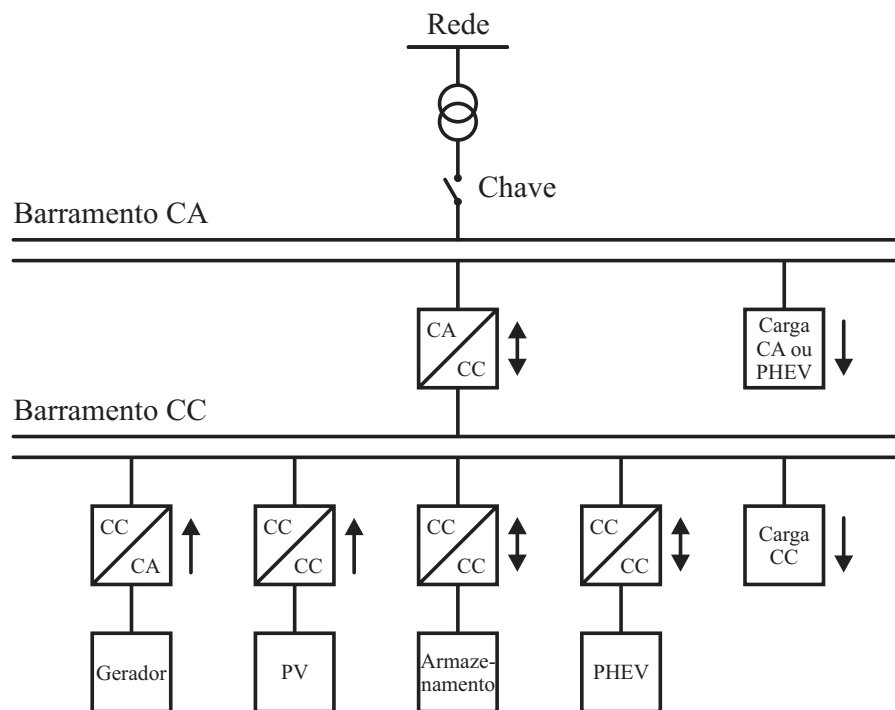 Rede
Chave
Barramento CA
CA
CC
Carga
CA ou
PHEV
Barramento CC
CC
CA
CC
CC
CC
CC
CC
CC
Carga
CC
Gerador
PV
Armaze-
namento
PHEV